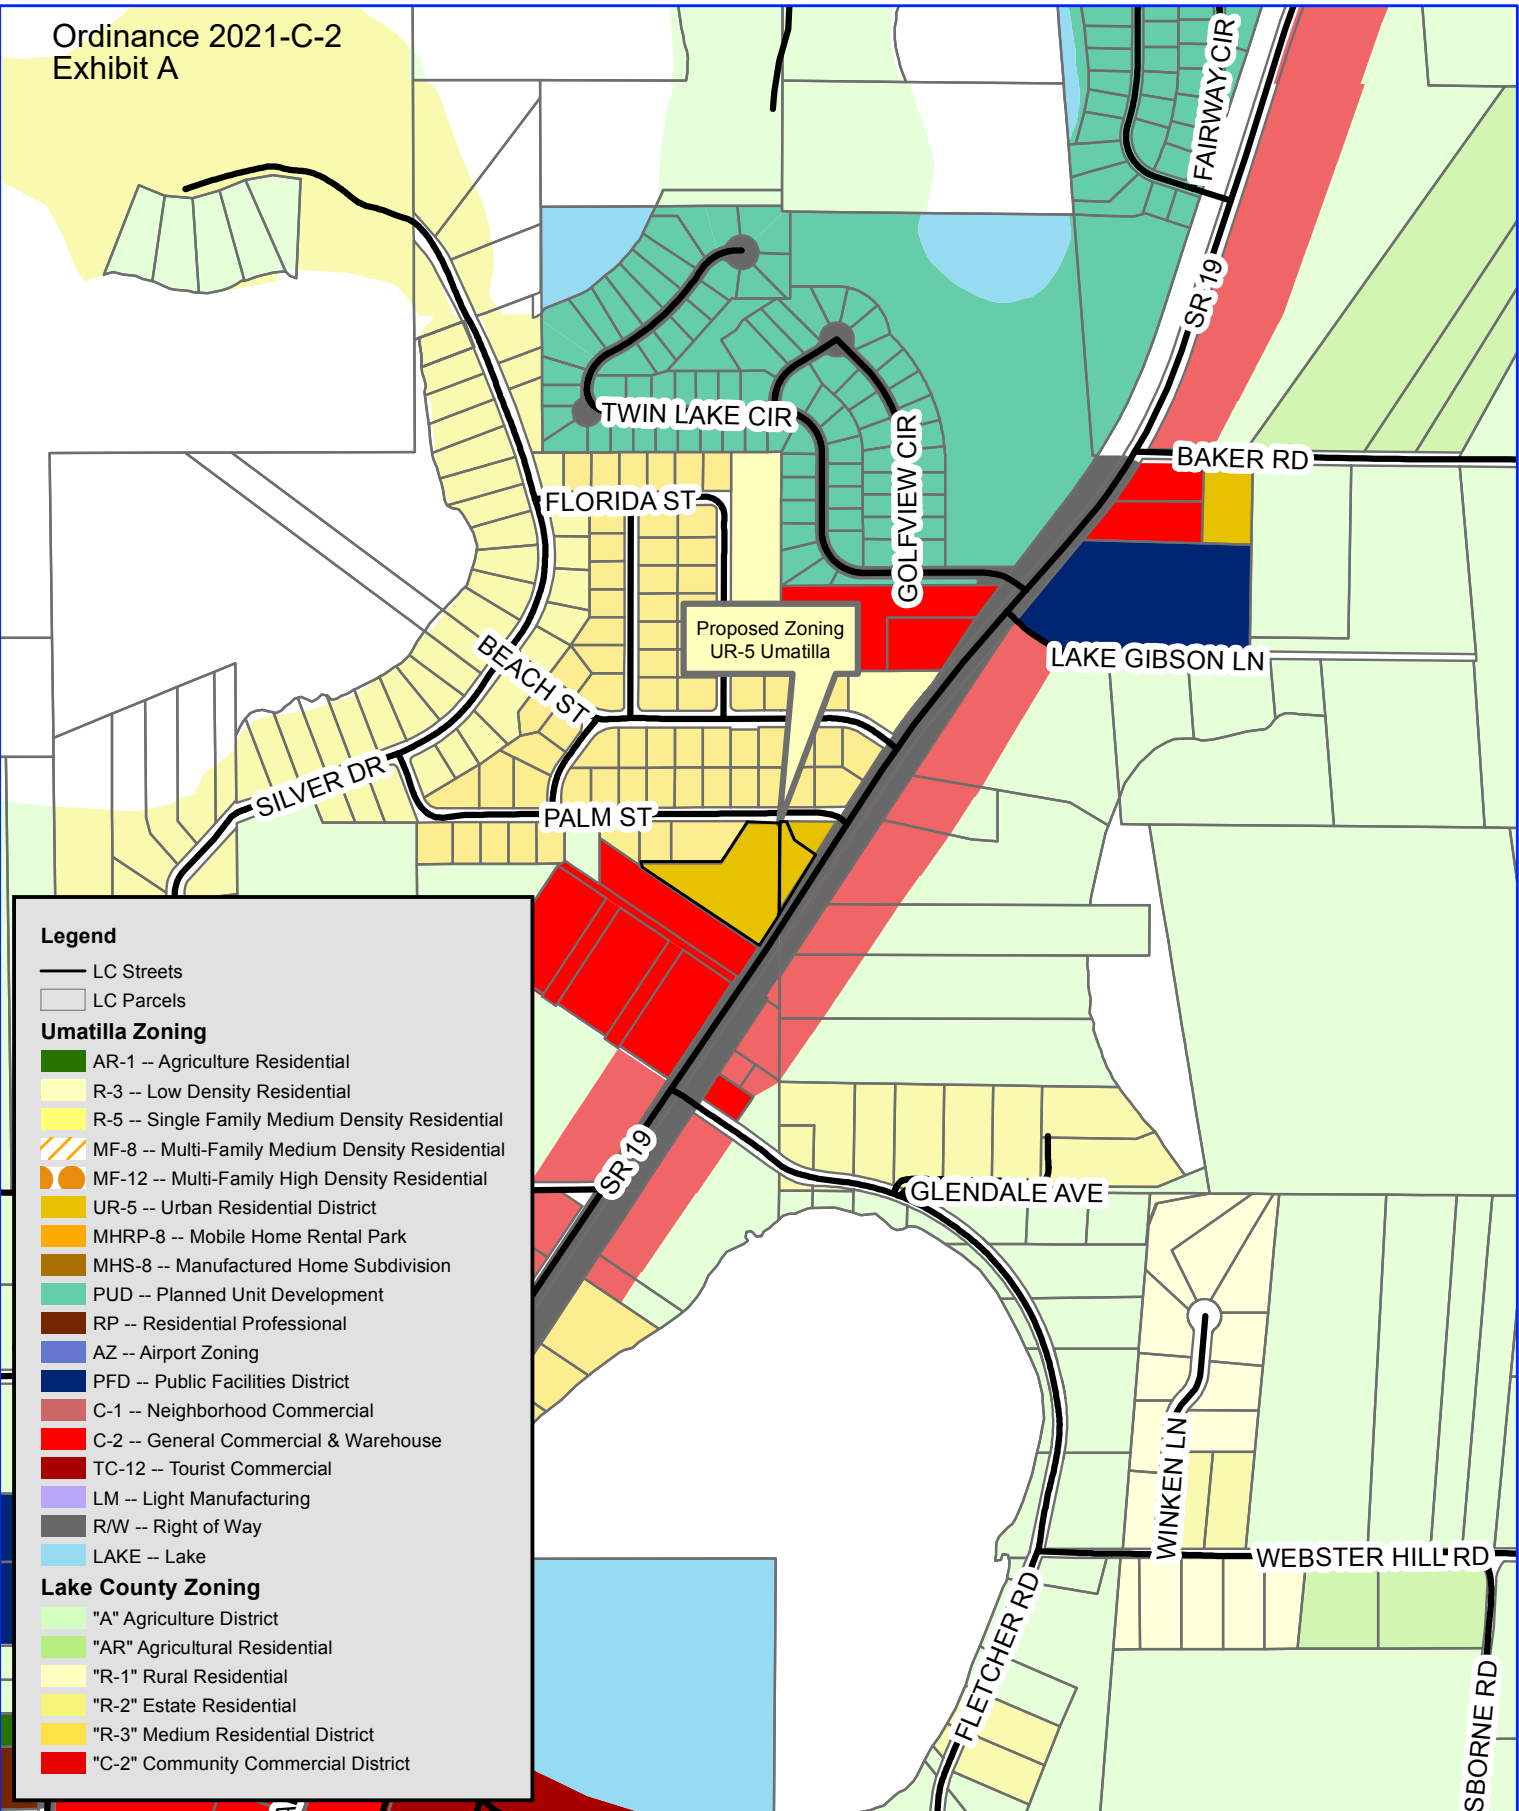 Ordinance 2021-C-2
Exhibit A
FAIRWAY CIR
SR 19
TWIN LAKE CIR
GOLFVIEW CIR
BAKER RD
FLORIDA ST
Proposed Zoning
UR-5 Umatilla
BEACH ST
LAKE GIBSON LN
SILVER DR
PALM ST
Legend
LC Streets
LC Parcels
Umatilla Zoning
AR-1 -- Agriculture Residential
R-3 -- Low Density Residential
R-5 -- Single Family Medium Density Residential
MF-8 -- Multi-Family Medium Density Residential
MF-12 -- Multi-Family High Density Residential
UR-5 -- Urban Residential District
MHRP-8 -- Mobile Home Rental Park
MHS-8 -- Manufactured Home Subdivision
PUD -- Planned Unit Development
RP -- Residential Professional
AZ -- Airport Zoning
PFD -- Public Facilities District
C-1 -- Neighborhood Commercial
C-2 -- General Commercial & Warehouse
TC-12 -- Tourist Commercial
LM -- Light Manufacturing
R/W -- Right of Way
LAKE -- Lake
Lake County Zoning
"A" Agriculture District
"AR" Agricultural Residential
"R-1" Rural Residential
"R-2" Estate Residential
"R-3" Medium Residential District
"C-2" Community Commercial District
SR 19
GLENDALE AVE
WINKEN LN
WEBSTER HILL RD
FLETCHER RD
SBORNE RD